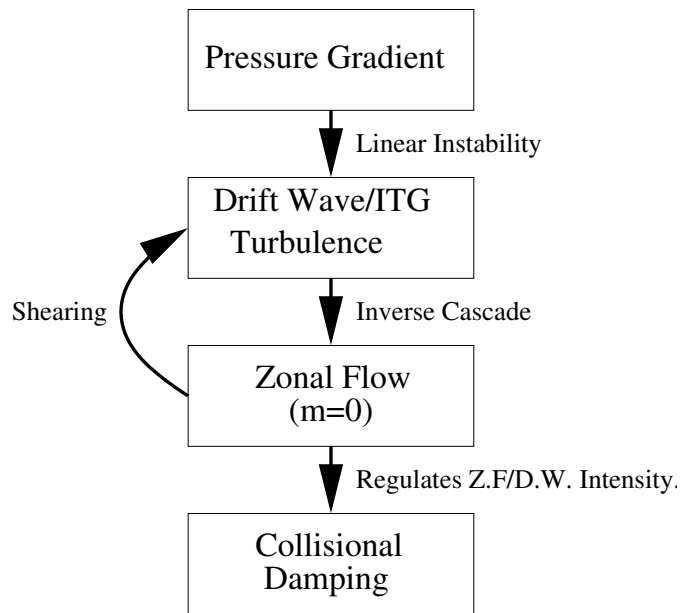 Pressure Gradient
Linear Instability
Drift Wave/ITG
Turbulence
Shearing
Inverse Cascade
Zonal Flow
(m=0)
Regulates Z.F/D.W. Intensity.
Collisional
Damping